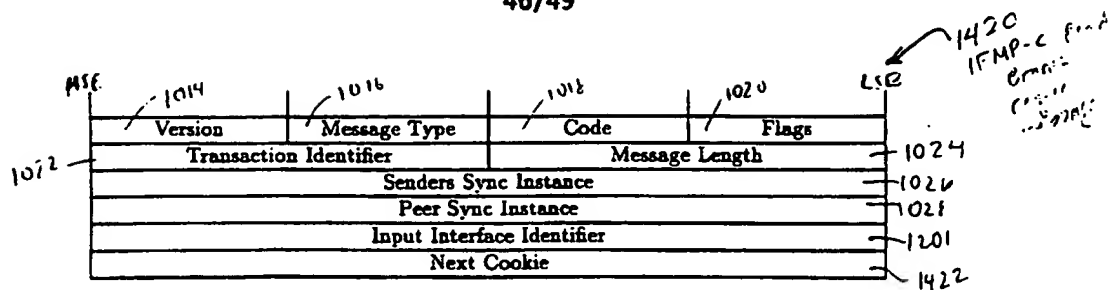 46/49
1420
IFMP-C
MSB LSB
1014 1016 1018 1020
Version Message Type Code Flags
1022 Transaction Identifier Message Length 1024
Senders Sync Instance 1026
Peer Sync Instance 1028
Input Interface Identifier 1201
Next Cookie
1422